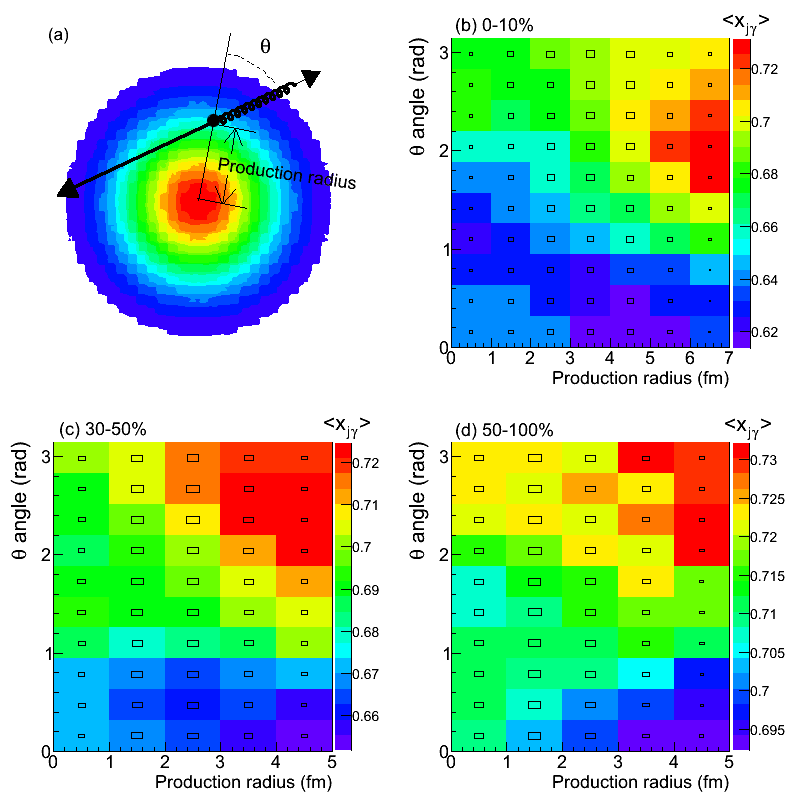 (a)
θ
Production radius
(b) 0-10%
<x_jγ>
θ angle (rad)
3
2
1
0
0 1 2 3 4 5 6 7
Production radius (fm)
0.72
0.7
0.68
0.66
0.64
0.62
(c) 30-50%
<x_jγ>
θ angle (rad)
3
2
1
0
0 1 2 3 4 5
Production radius (fm)
0.72
0.71
0.7
0.69
0.68
0.67
0.66
(d) 50-100%
<x_jγ>
θ angle (rad)
3
2
1
0
0 1 2 3 4 5
Production radius (fm)
0.73
0.725
0.72
0.715
0.71
0.705
0.7
0.695